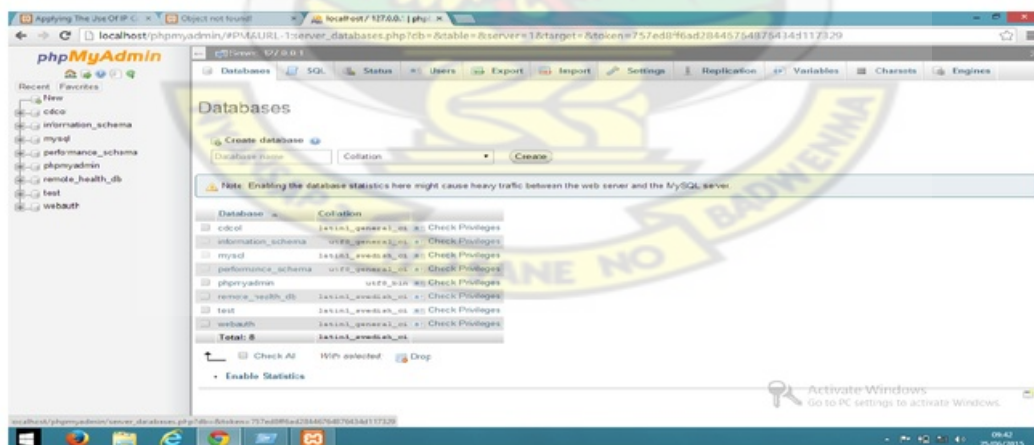 Applying The Use Of IP C
Object not found!
localhost / 127.0.0.1 | php
localhost/phpmyadmin/#PMAURL-1:server_databases.php?db=&table=&server=1&target=&token=
phpMyAdmin
Recent Favorites
New
cdcol
information_schema
mysql
performance_schema
phpmyadmin
remote_health_db
test
webauth
Server: 127.0.0.1
Databases SQL Status Users Export Import Settings Replication Variables Charsets Engines
Databases
Create database
Database name Collation Create
Note: Enabling the database statistics here might cause heavy traffic between the web server and the MySQL server.
Database Collation
cdcol latin1_general_ci Check Privileges
information_schema utf8_general_ci Check Privileges
mysql latin1_swedish_ci Check Privileges
performance_schema utf8_general_ci Check Privileges
phpmyadmin utf8_bin Check Privileges
remote_health_db latin1_swedish_ci Check Privileges
test latin1_swedish_ci Check Privileges
webauth latin1_general_ci Check Privileges
Total: 8 latin1_swedish_ci
Check All With selected: Drop
Enable Statistics
SANE NO BADWENMA
Activate Windows
Go to PC settings to activate Windows.
09:42